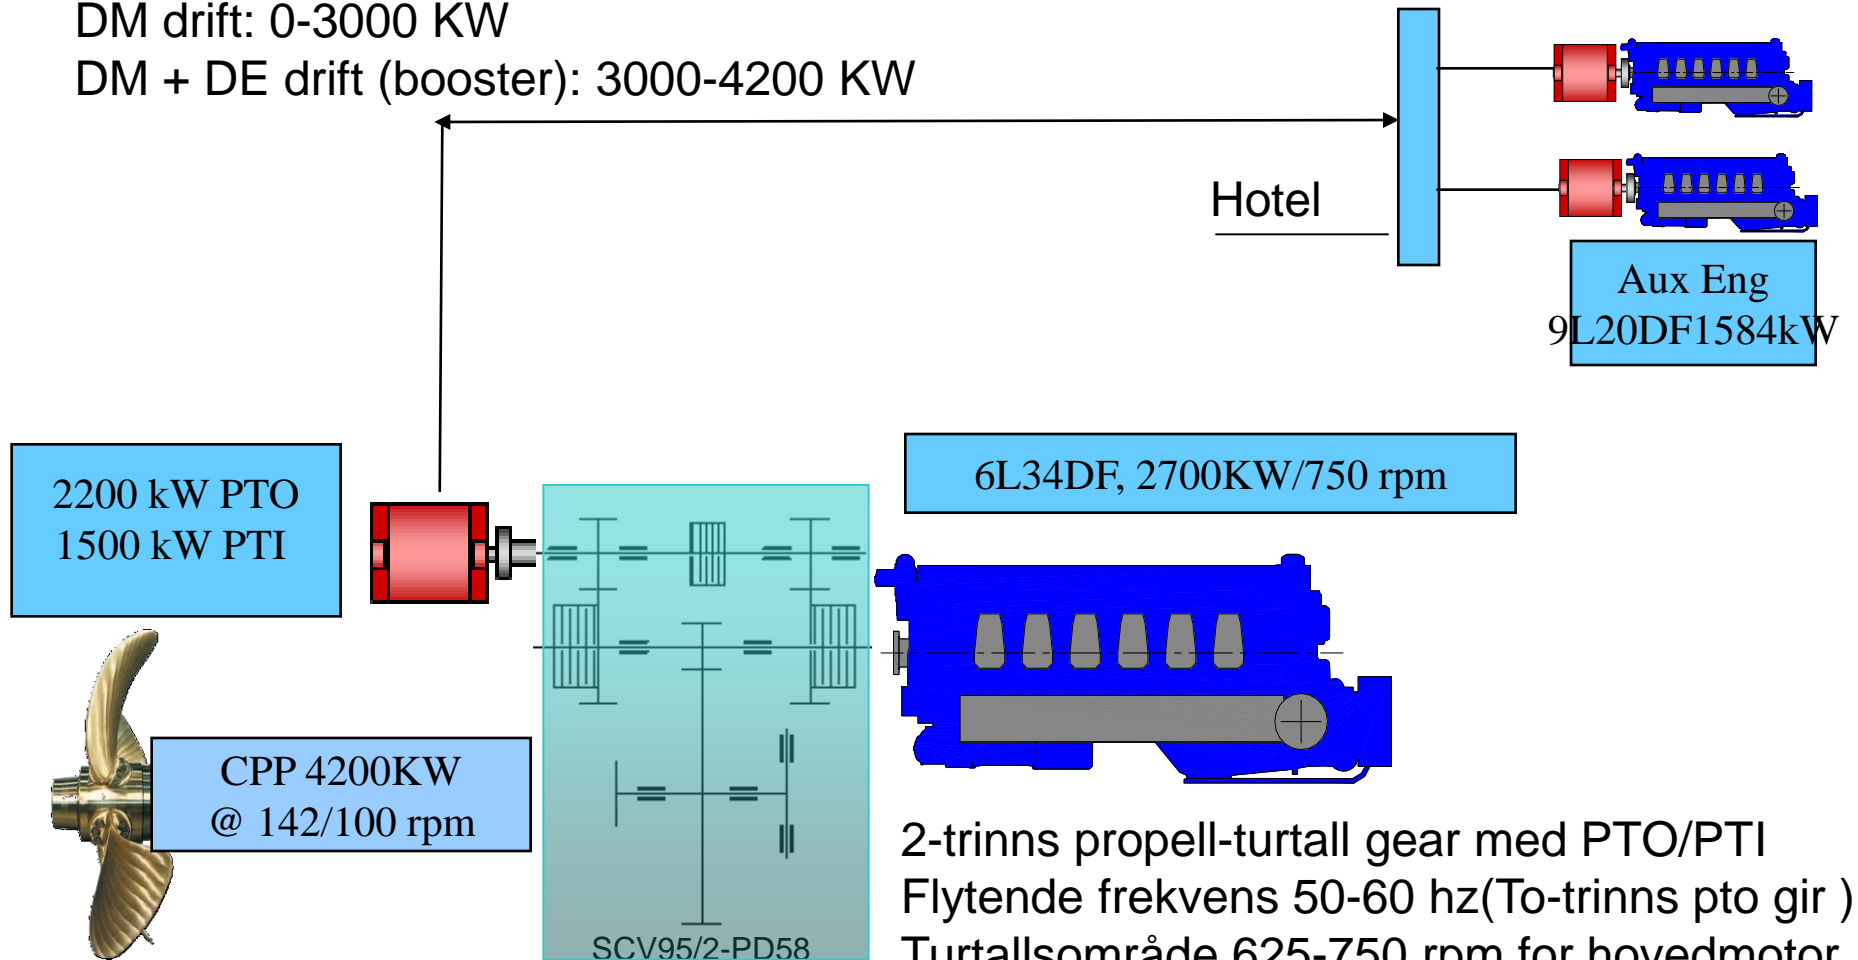 DM drift: 0-3000 KW
DM + DE drift (booster): 3000-4200 KW
Hotel
Aux Eng
9L20DF1584kW
2200 kW PTO
1500 kW PTI
6L34DF, 2700KW/750 rpm
CPP 4200KW
@ 142/100 rpm
SCV95/2-PD58
2-trinns propell-turtall gear med PTO/PTI
Flytende frekvens 50-60 hz(To-trinns pto gir )
Turtallsområde 625-750 rpm for hovedmotor